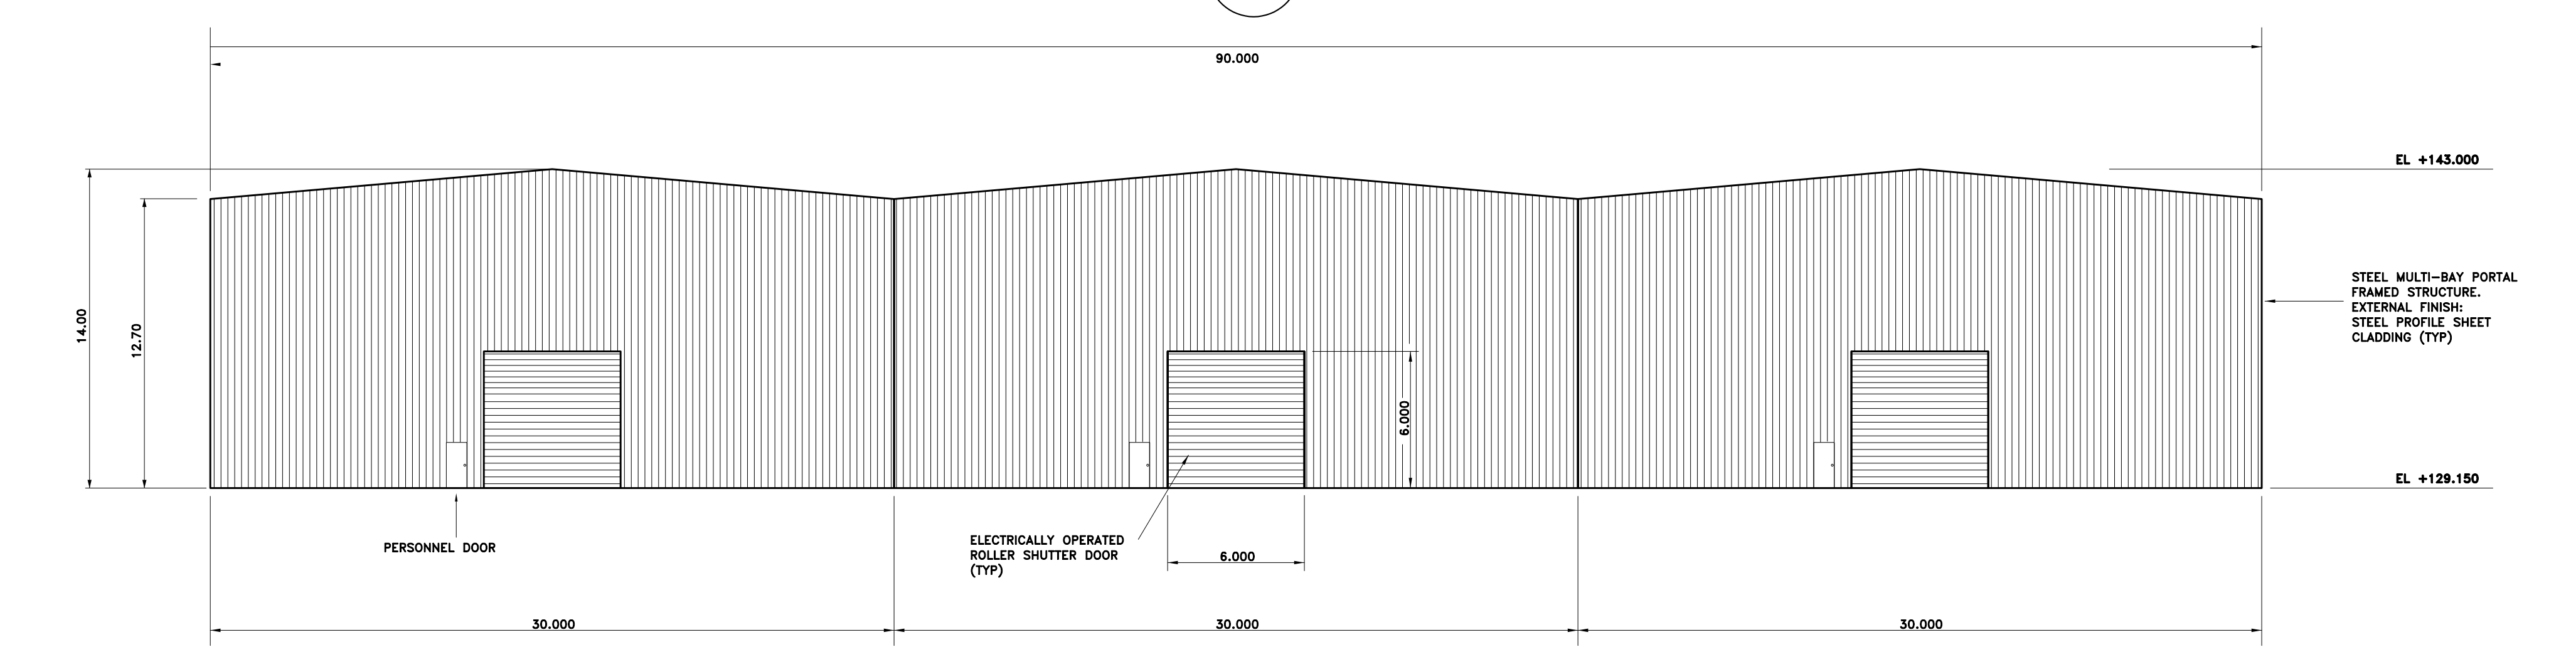 90.000
EL +143.000
14.00
12.70
STEEL MULTI-BAY PORTAL
FRAMED STRUCTURE.
EXTERNAL FINISH:
STEEL PROFILE SHEET
CLADDING (TYP)
6.000
EL +129.150
PERSONNEL DOOR
ELECTRICALLY OPERATED
ROLLER SHUTTER DOOR
(TYP)
6.000
30.000
30.000
30.000